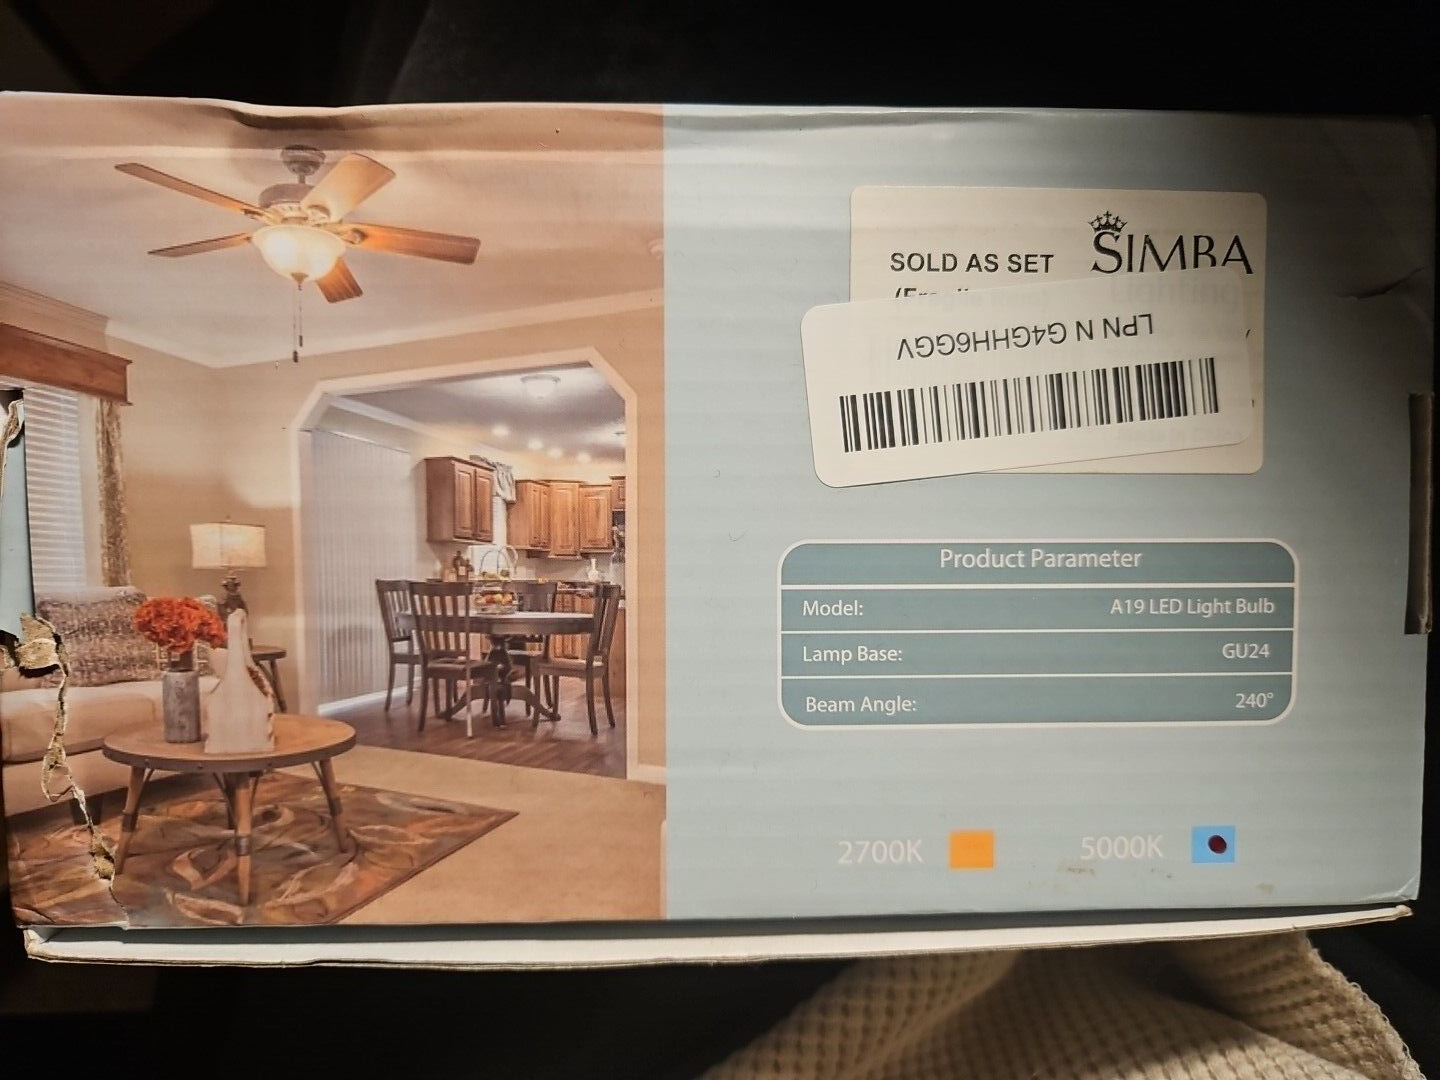 SOLD AS SET
SIMBA
Lighting
LPN N G4GHH6GGV
Product Parameter
Model: A19 LED Light Bulb
Lamp Base: GU24
Beam Angle: 240°
2700K 5000K